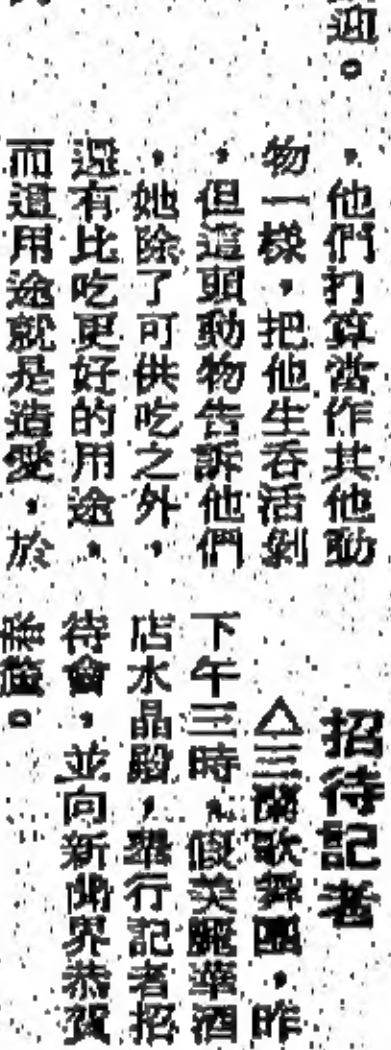 迎。
，他們打算當作其他動
物一樣，把他生吞活剝
，但這頭動物告訴他們
，她除了可供吃之外，
還有比吃更好的用途，
而這用途就是造愛，於
招待記者
△三蘭歌舞團，昨
下午三時，假美麗華酒
店水晶殿，舉行記者招
待會，並向新聞界恭賀
。